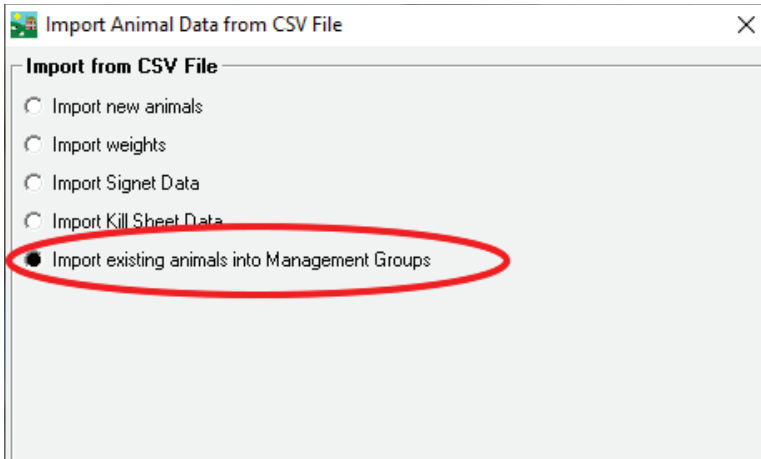 Import Animal Data from CSV File
Import from CSV File
Import new animals
Import weights
Import Signet Data
Import Kill Sheet Data
Import existing animals into Management Groups